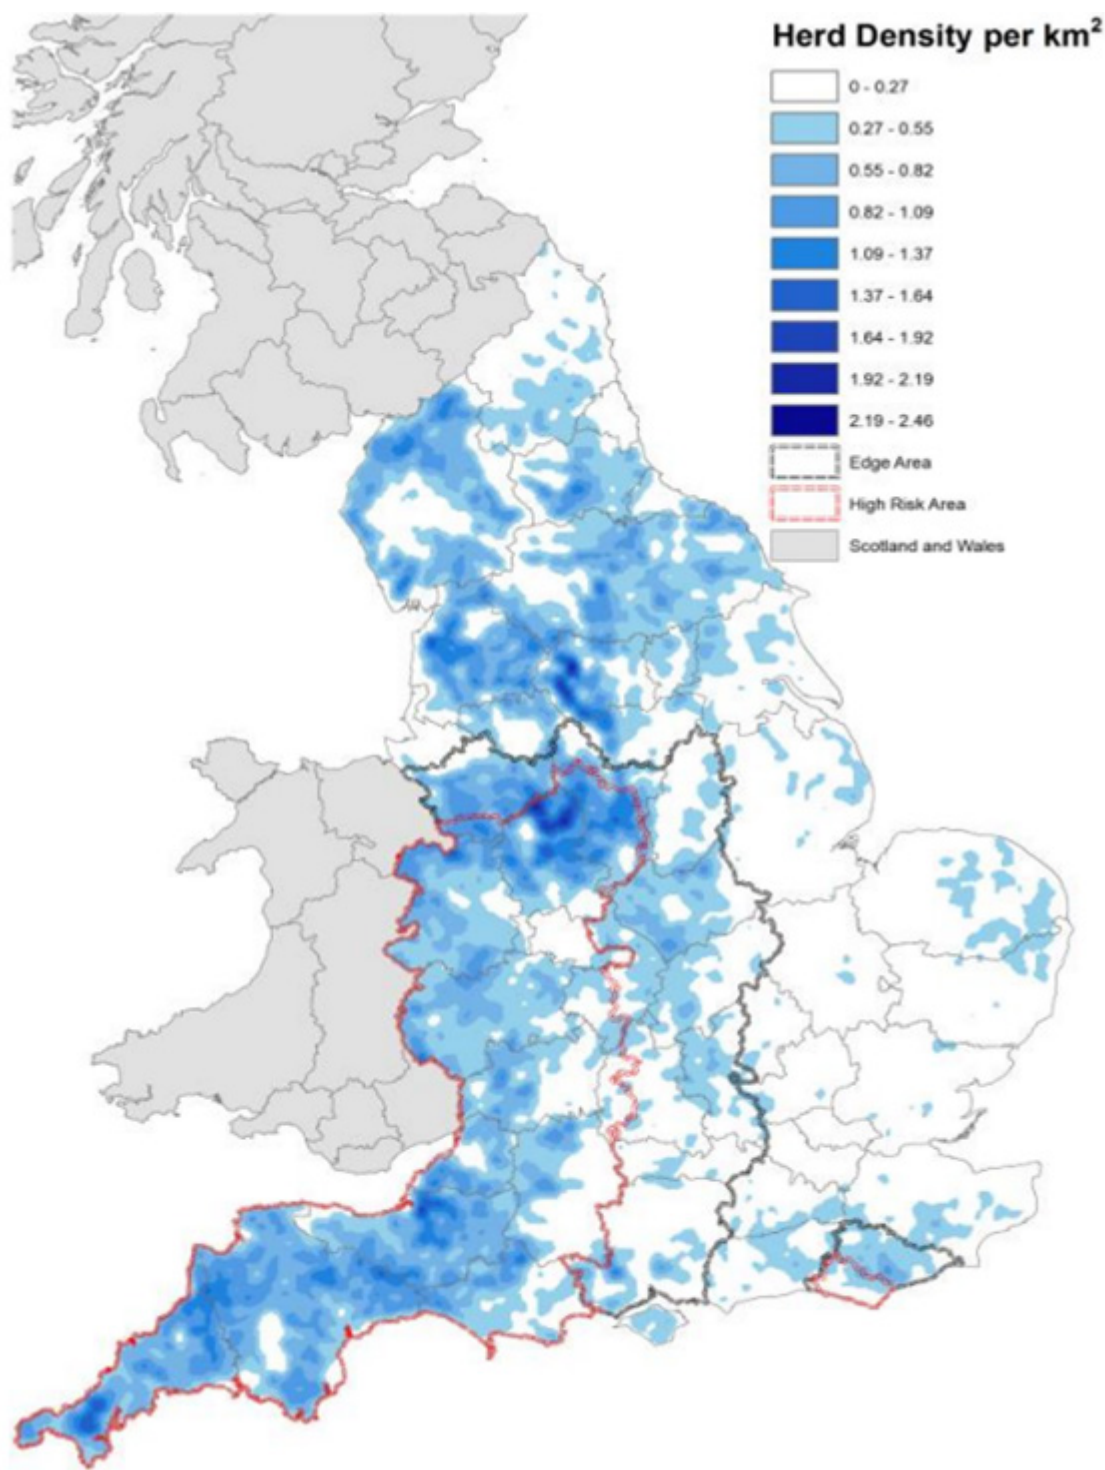 Herd Density per km²
0 - 0.27
0.27 - 0.55
0.55 - 0.82
0.82 - 1.09
1.09 - 1.37
1.37 - 1.64
1.64 - 1.92
1.92 - 2.19
2.19 - 2.46
Edge Area
High Risk Area
Scotland and Wales